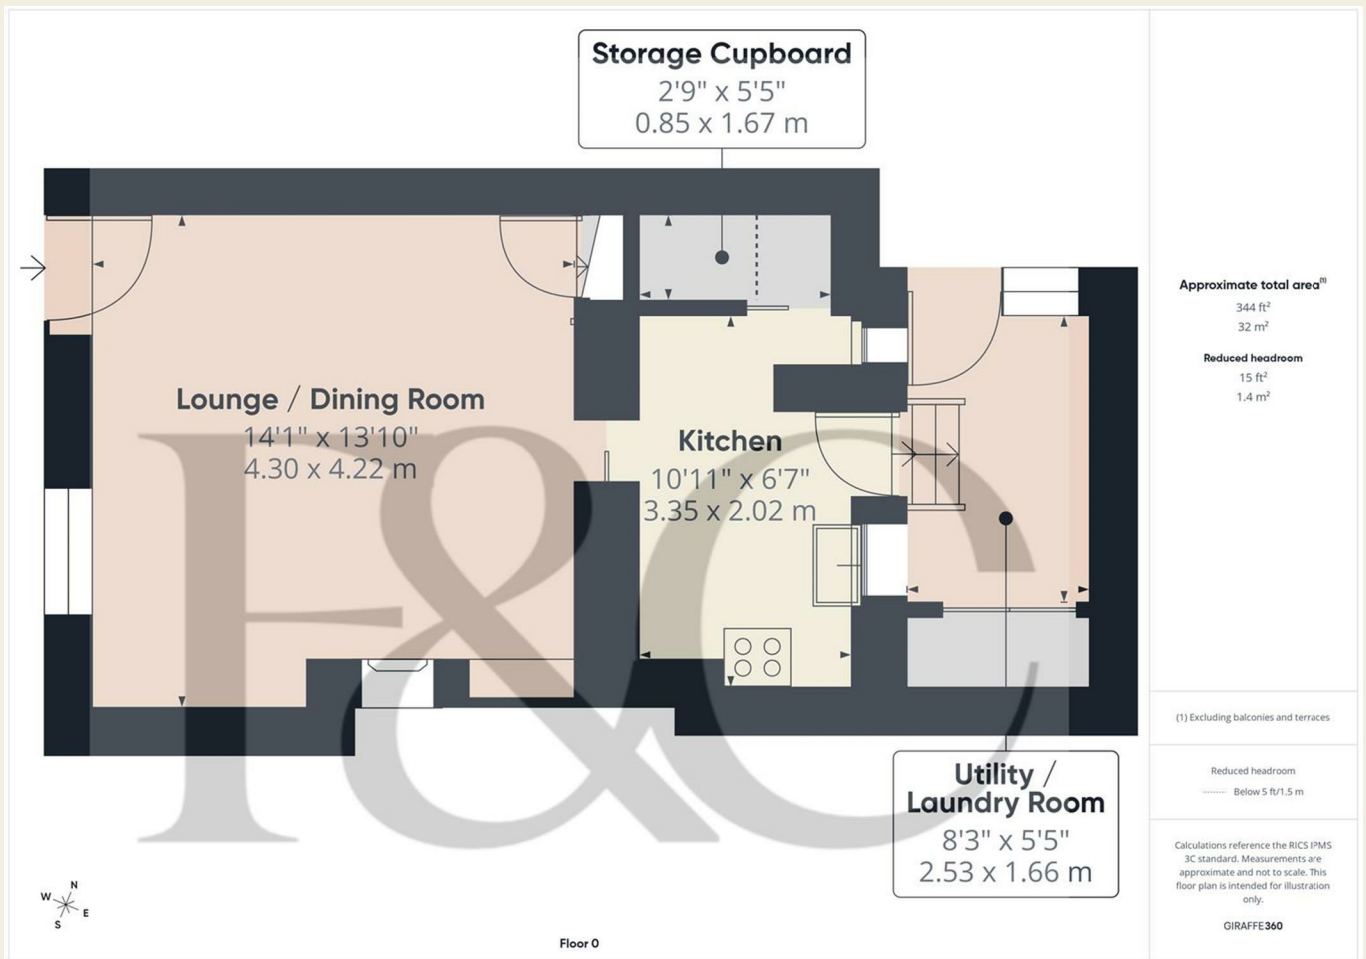 Storage Cupboard
2'9" x 5'5"
0.85 x 1.67 m
Lounge / Dining Room
14'1" x 13'10"
4.30 x 4.22 m
Kitchen
10'11" x 6'7"
3.35 x 2.02 m
Utility /
Laundry Room
8'3" x 5'5"
2.53 x 1.66 m
F&C
N
W
E
S
Floor 0
Approximate total area(1)
344 ft²
32 m²
Reduced headroom
15 ft²
1.4 m²
(1) Excluding balconies and terraces
Reduced headroom
Below 5 ft/1.5 m
Calculations reference the RICS IPMS
3C standard. Measurements are
approximate and not to scale. This
floor plan is intended for illustration
only.
GIRAFFE360